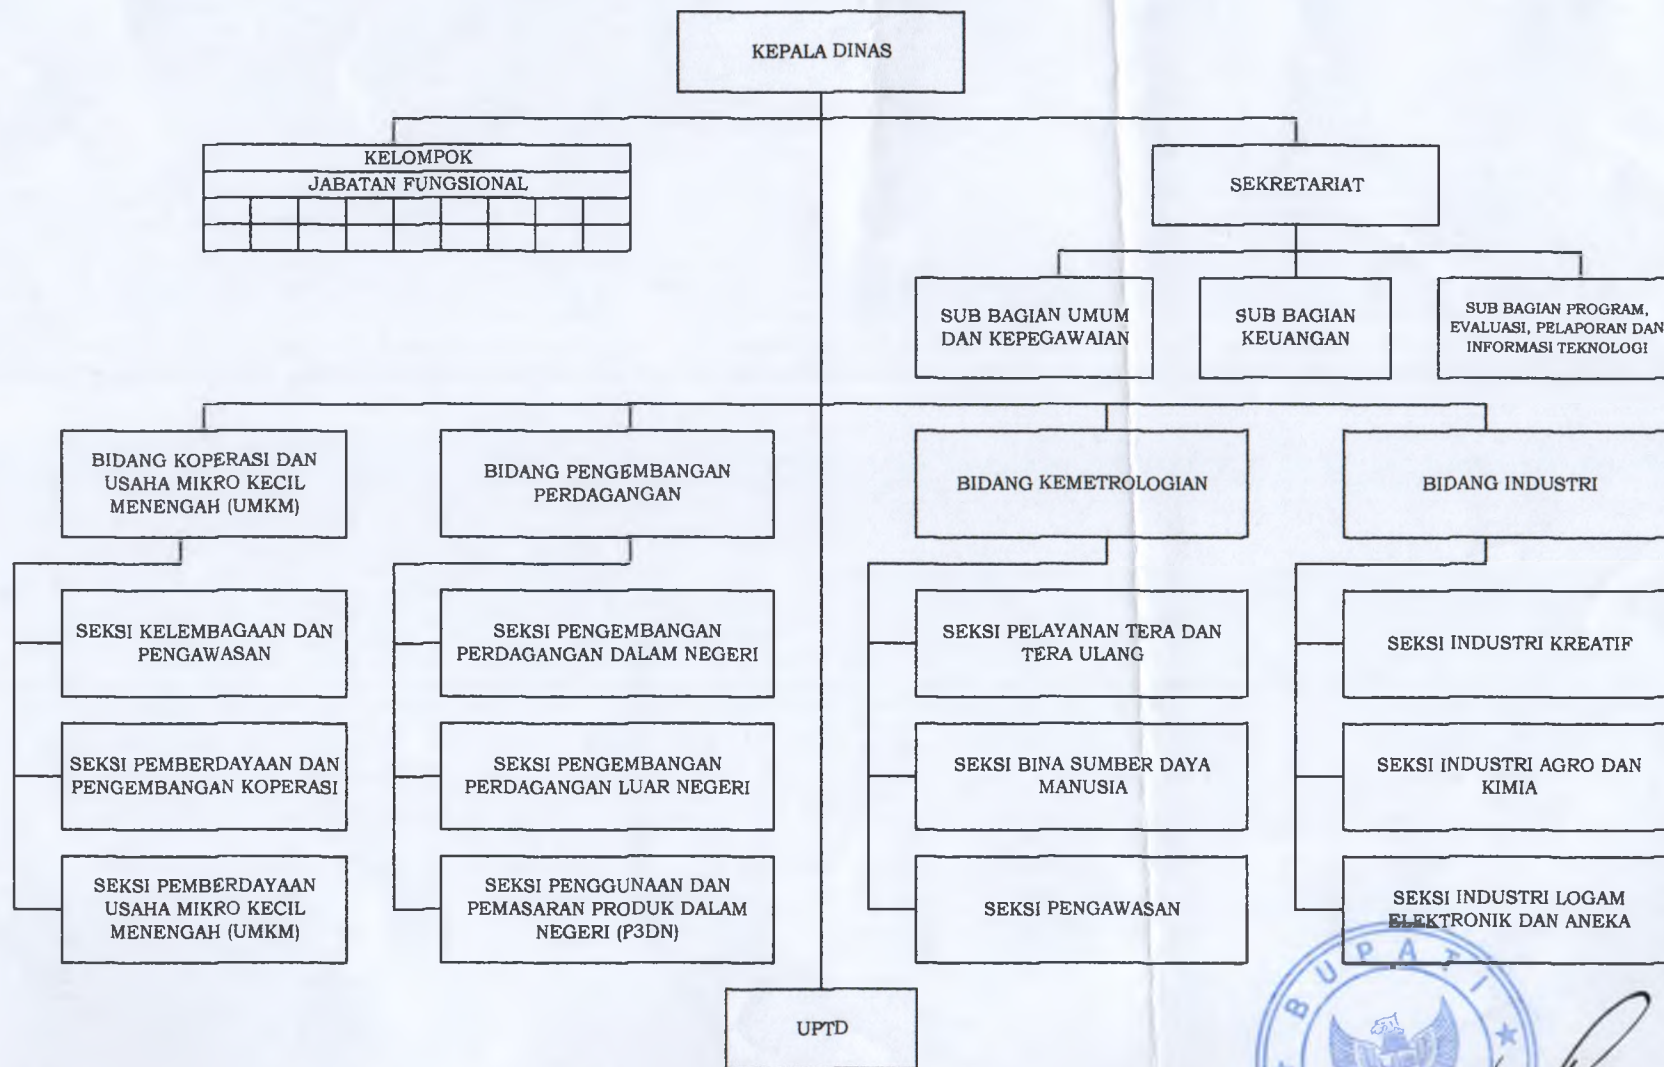 KEPALA DINAS
KELOMPOK
JABATAN FUNGSIONAL
SEKRETARIAT
SUB BAGIAN UMUM
DAN KEPEGAWAIAN
SUB BAGIAN
KEUANGAN
SUB BAGIAN PROGRAM,
EVALUASI, PELAPORAN DAN
INFORMASI TEKNOLOGI
BIDANG KOPERASI DAN
USAHA MIKRO KECIL
MENENGAH (UMKM)
BIDANG PENGEMBANGAN
PERDAGANGAN
BIDANG KEMETROLOGIAN
BIDANG INDUSTRI
SEKSI KELEMBAGAAN DAN
PENGAWASAN
SEKSI PENGEMBANGAN
PERDAGANGAN DALAM NEGERI
SEKSI PELAYANAN TERA DAN
TERA ULANG
SEKSI INDUSTRI KREATIF
SEKSI PEMBERDAYAAN DAN
PENGEMBANGAN KOPERASI
SEKSI PENGEMBANGAN
PERDAGANGAN LUAR NEGERI
SEKSI BINA SUMBER DAYA
MANUSIA
SEKSI INDUSTRI AGRO DAN
KIMIA
SEKSI PEMBERDAYAAN
USAHA MIKRO KECIL
MENENGAH (UMKM)
SEKSI PENGGUNAAN DAN
PEMASARAN PRODUK DALAM
NEGERI (P3DN)
SEKSI PENGAWASAN
SEKSI INDUSTRI LOGAM
ELEKTRONIK DAN ANEKA
UPTD
BUPATI